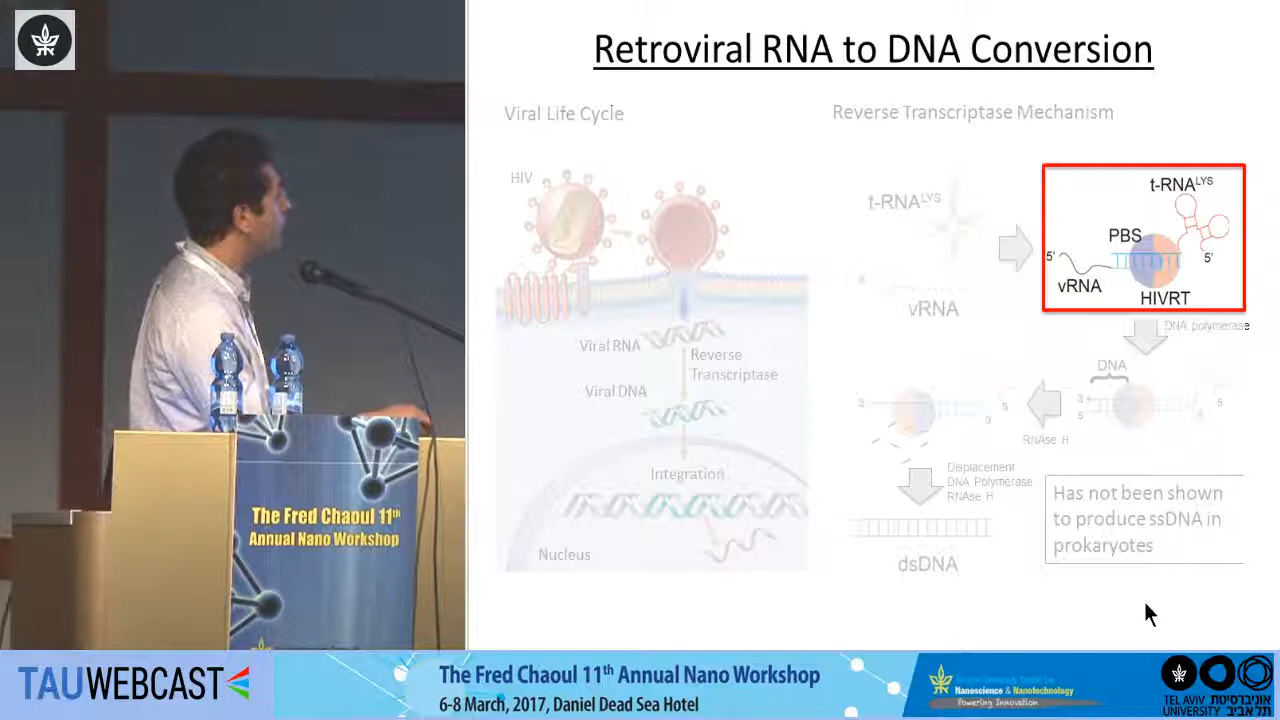 Retroviral RNA to DNA Conversion
Viral Life Cycle
Reverse Transcriptase Mechanism
HIV
Viral RNA
Reverse
Transcriptase
Viral DNA
Integration
Nucleus
t-RNALYS
vRNA
t-RNALYS
PBS
5'
5'
vRNA
HIVRT
DNA polymerase
DNA
3
5
5
RNAse H
3
5
3
Displacement
DNA Polymerase
RNAse H
dsDNA
Has not been shown
to produce ssDNA in
prokaryotes
The Fred Chaoul 11th
Annual Nano Workshop
TAUWEBCAST
The Fred Chaoul 11th Annual Nano Workshop
6-8 March, 2017, Daniel Dead Sea Hotel
Nanoscience & Nanotechnology
Powering Innovation
TEL AVIV אוניברסיטת
UNIVERSITY תל אביב